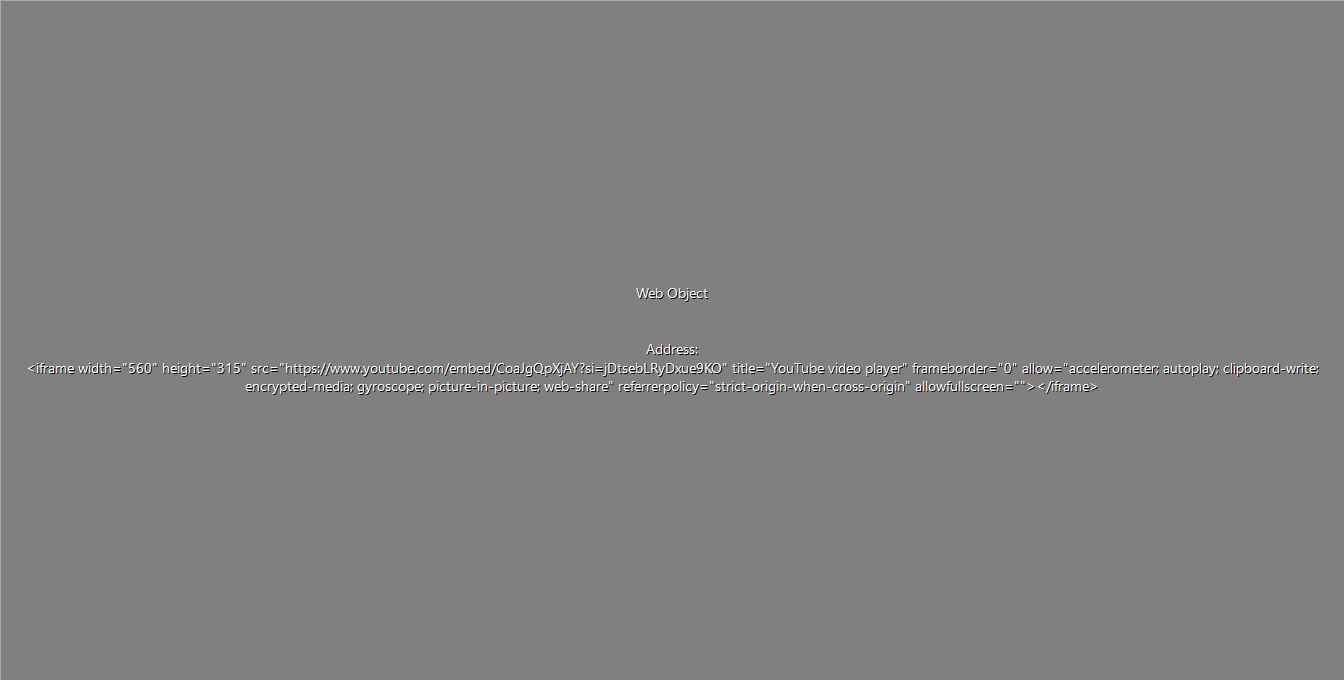 Web Object
Address:
<iframe width="560" height="315" src="https://www.youtube.com/embed/CoaJgQpXjAY?si=jDtsebLRyDxue9KO" title="YouTube video player" frameborder="0" allow="accelerometer; autoplay; clipboard-write;
encrypted-media; gyroscope; picture-in-picture; web-share" referrerpolicy="strict-origin-when-cross-origin" allowfullscreen=""></iframe>